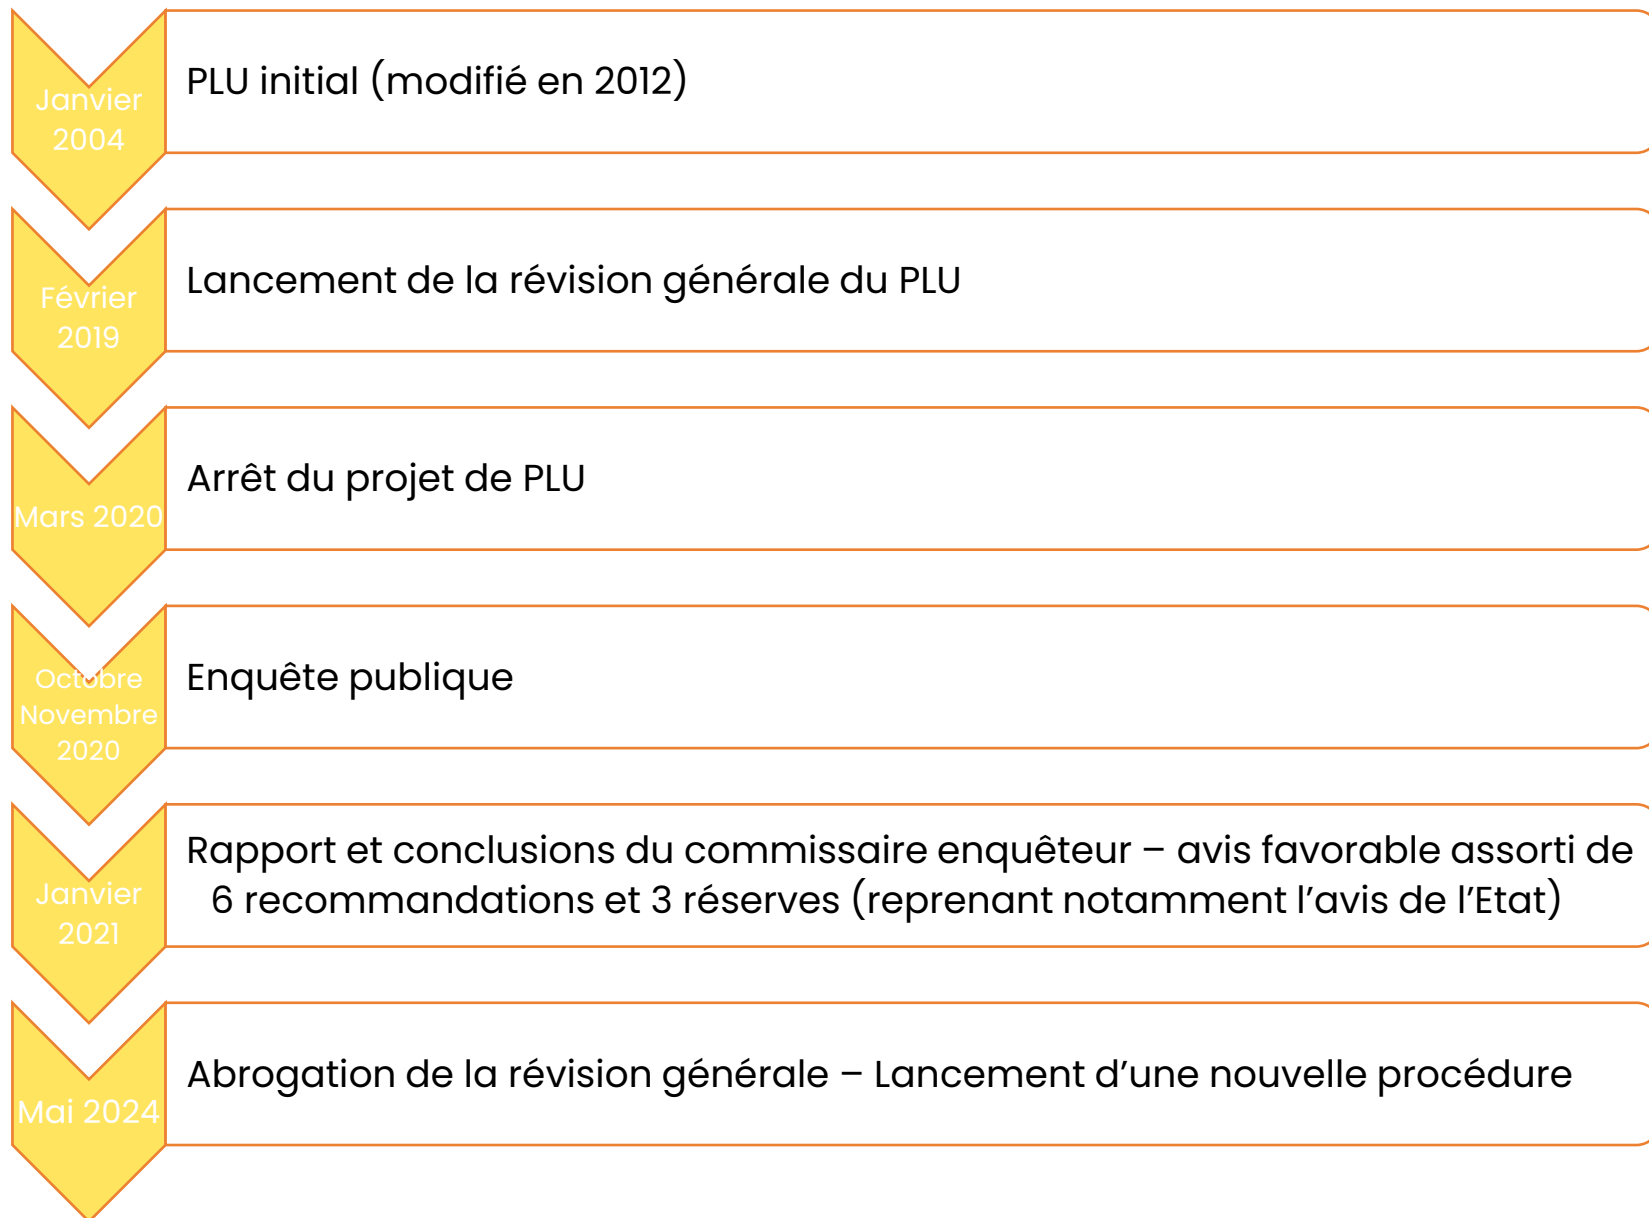 Janvier
2004
PLU initial (modifié en 2012)
Février
2019
Lancement de la révision générale du PLU
Mars 2020
Arrêt du projet de PLU
Octobre
Novembre
2020
Enquête publique
Janvier
2021
Rapport et conclusions du commissaire enquêteur – avis favorable assorti de
6 recommandations et 3 réserves (reprenant notamment l’avis de l’Etat)
Mai 2024
Abrogation de la révision générale – Lancement d’une nouvelle procédure